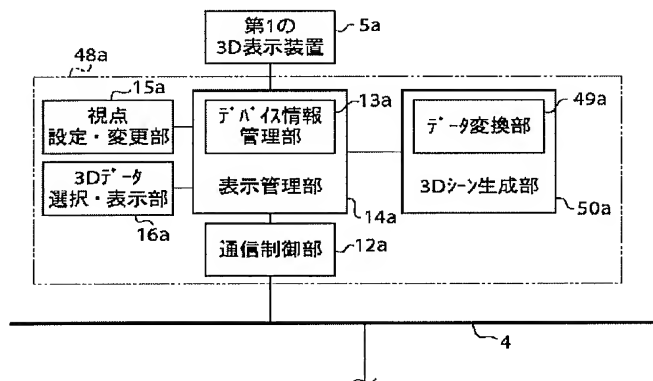 第1の
3D表示装置
5a
48a
15a
視点
設定・変更部
3Dデータ
選択・表示部
16a
デバイス情報
管理部
13a
表示管理部
14a
データ変換部
49a
3Dシーン生成部
50a
通信制御部
12a
4